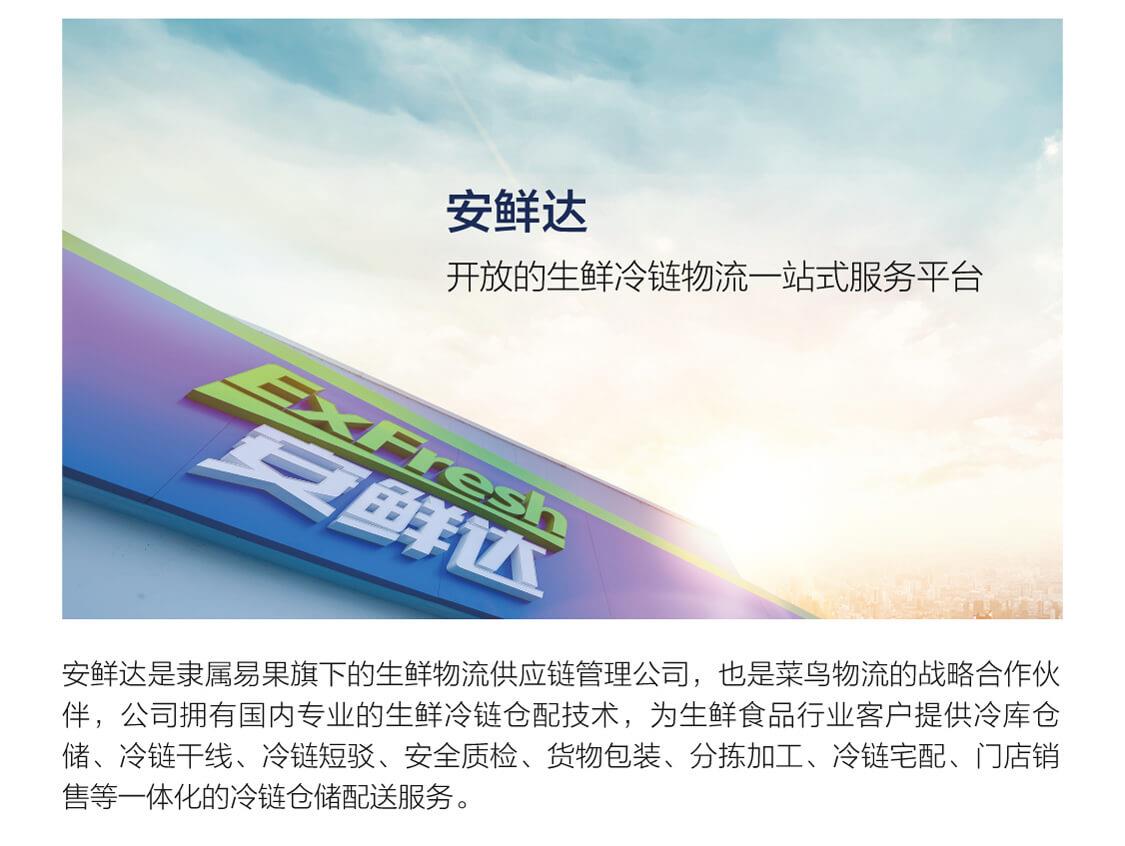 安鲜达
开放的生鲜冷链物流一站式服务平台
ExFresh
安鲜达
安鲜达是隶属易果旗下的生鲜物流供应链管理公司，也是菜鸟物流的战略合作伙
伴，公司拥有国内专业的生鲜冷链仓配技术，为生鲜食品行业客户提供冷库仓
储、冷链干线、冷链短驳、安全质检、货物包装、分拣加工、冷链宅配、门店销
售等一体化的冷链仓储配送服务。